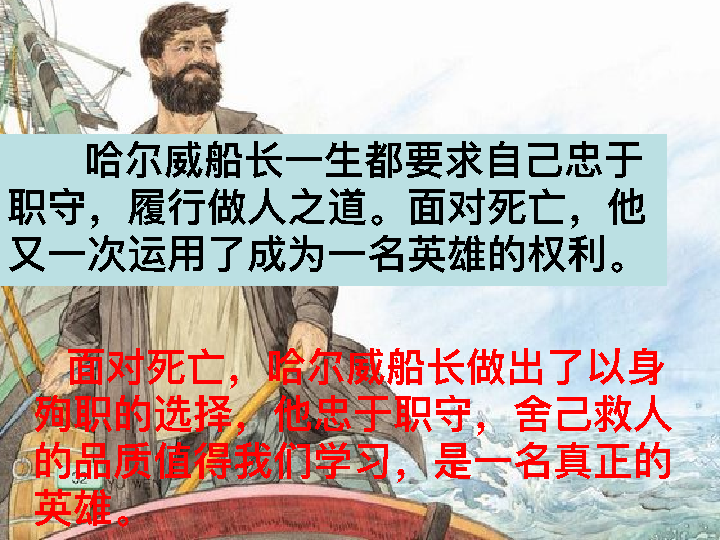 哈尔威船长一生都要求自己忠于
职守，履行做人之道。面对死亡，他
又一次运用了成为一名英雄的权利。
面对死亡，哈尔威船长做出了以身
殉职的选择，他忠于职守，舍己救人
的品质值得我们学习，是一名真正的
英雄。